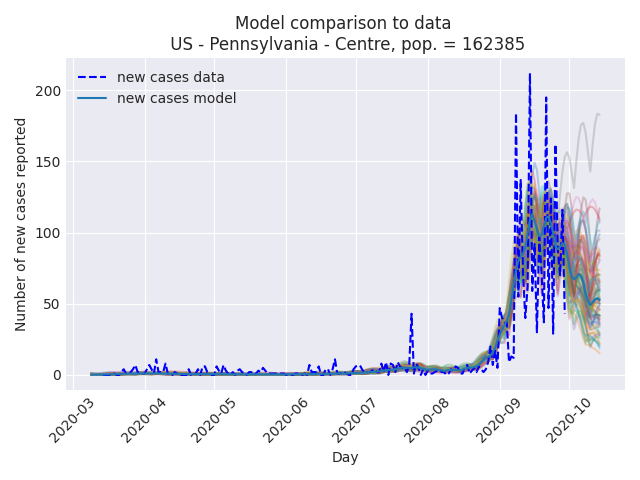 Model comparison to data
US - Pennsylvania - Centre, pop. = 162385
new cases data
new cases model
Number of new cases reported
200
150
100
50
0
2020-03
2020-04
2020-05
2020-06
2020-07
2020-08
2020-09
2020-10
Day